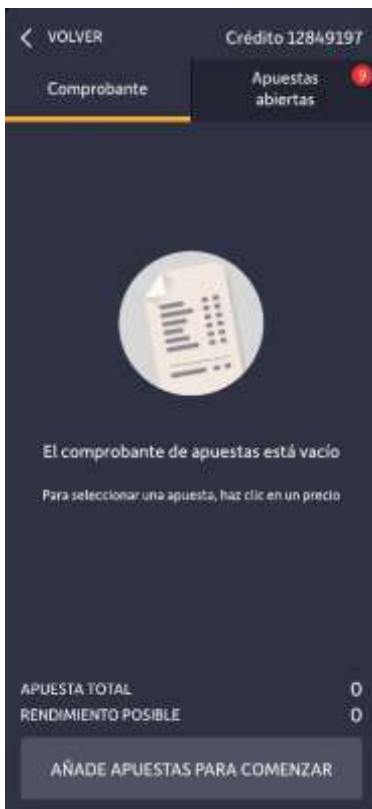 VOLVER
Crédito 12849197
Comprobante
Apuestas
abiertas
9
El comprobante de apuestas está vacío
Para seleccionar una apuesta, haz clic en un precio
APUESTA TOTAL 0
RENDIMIENTO POSIBLE 0
AÑADE APUESTAS PARA COMENZAR